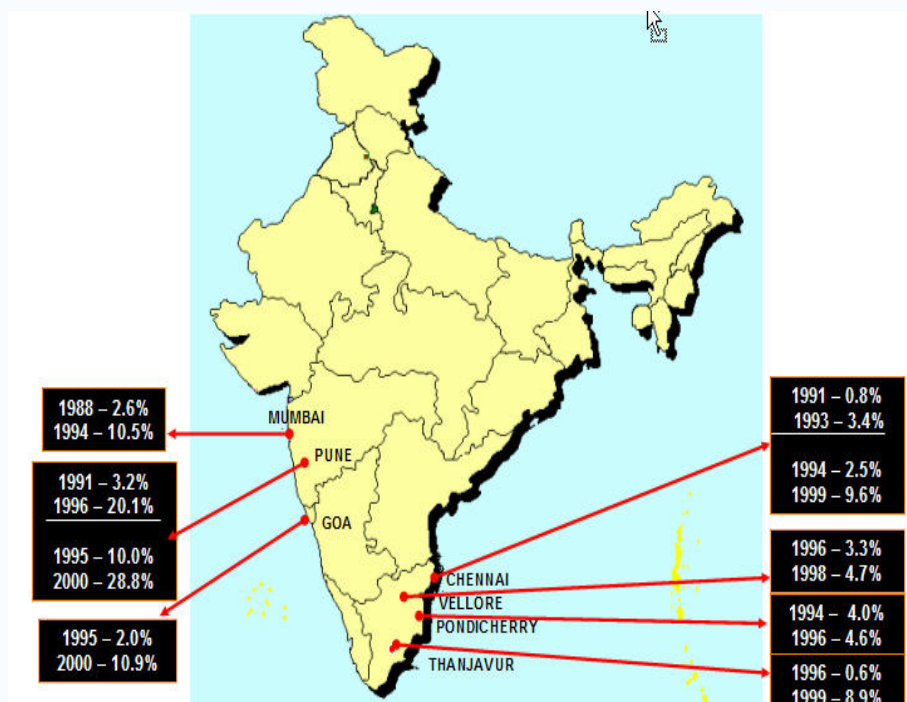 1988 – 2.6%
1994 – 10.5%
1991 – 3.2%
1996 – 20.1%
1995 – 10.0%
2000 – 28.8%
1995 – 2.0%
2000 – 10.9%
MUMBAI
PUNE
GOA
CHENNAI
VELLORE
PONDICHERRY
THANJAVUR
1991 – 0.8%
1993 – 3.4%
1994 – 2.5%
1999 – 9.6%
1996 – 3.3%
1998 – 4.7%
1994 – 4.0%
1996 – 4.6%
1996 – 0.6%
1999 – 8.9%